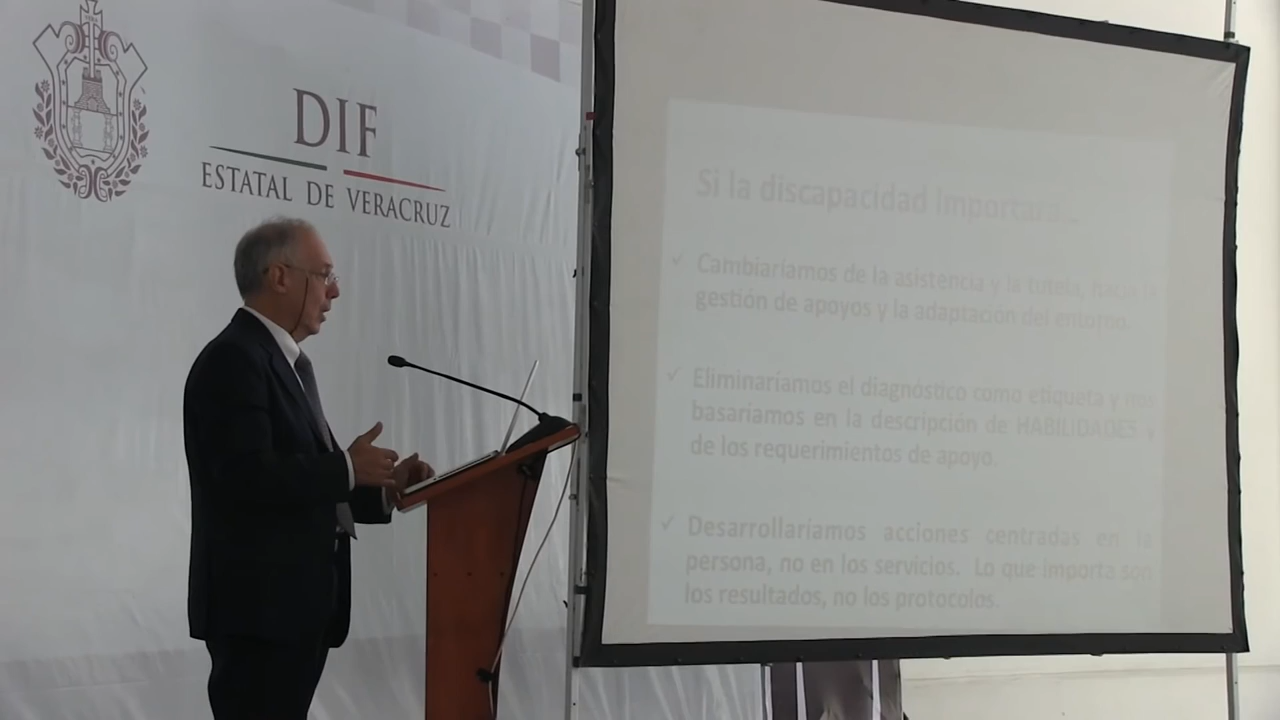 DIF
ESTATAL DE VERACRUZ
Si la discapacidad importara...
Cambiaríamos de la asistencia y la tutela, hacia la
gestión de apoyos y la adaptación del entorno.
Eliminaríamos el diagnóstico como etiqueta y nos
basaríamos en la descripción de HABILIDADES y
de los requerimientos de apoyo.
Desarrollaríamos acciones centradas en la
persona, no en los servicios. Lo que importa son
los resultados, no los protocolos.